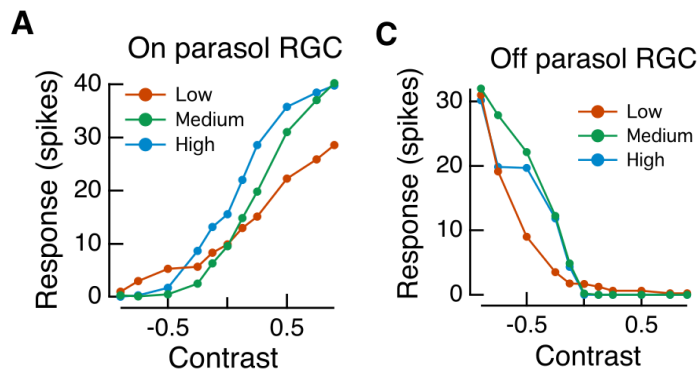 A
On parasol RGC
Response (spikes)
40
30
20
10
0
Low
Medium
High
-0.5
0.5
Contrast
C
Off parasol RGC
Response (spikes)
30
20
10
0
Low
Medium
High
-0.5
0.5
Contrast